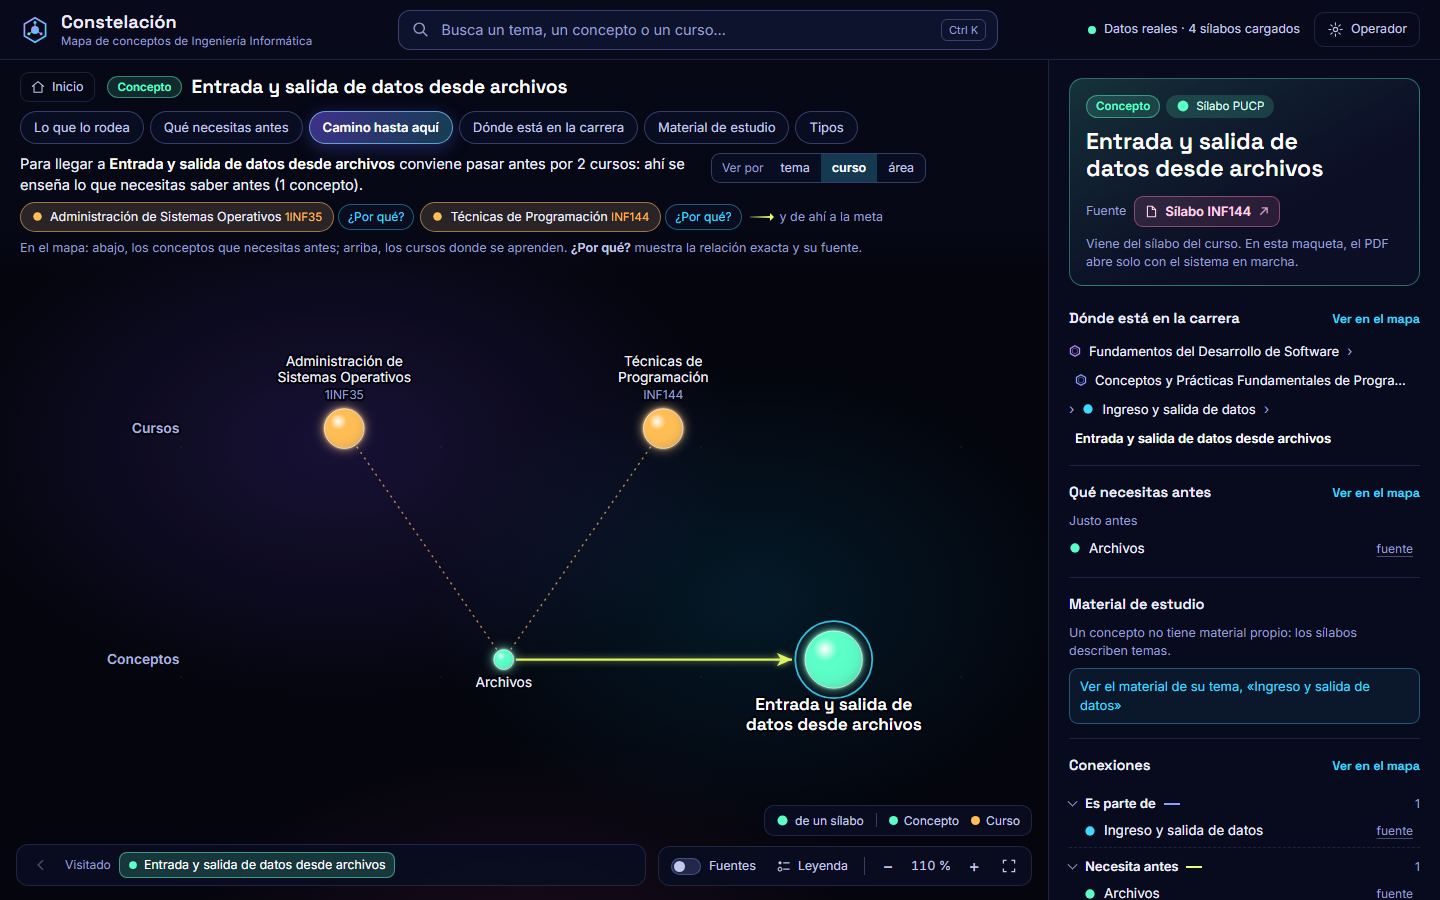 Constelación
Mapa de conceptos de Ingeniería Informática
Busca un tema, un concepto o un curso...
Ctrl K
Datos reales · 4 sílabos cargados
Operador
Inicio
Concepto
Entrada y salida de datos desde archivos
Lo que lo rodea
Qué necesitas antes
Camino hasta aquí
Dónde está en la carrera
Material de estudio
Tipos
Para llegar a Entrada y salida de datos desde archivos conviene pasar antes por 2 cursos: ahí se
enseña lo que necesitas saber antes (1 concepto).
Ver por tema curso área
Administración de Sistemas Operativos 1INF35
¿Por qué?
Técnicas de Programación INF144
¿Por qué?
y de ahí a la meta
En el mapa: abajo, los conceptos que necesitas antes; arriba, los cursos donde se aprenden. ¿Por qué? muestra la relación exacta y su fuente.
Administración de
Sistemas Operativos
1INF35
Técnicas de
Programación
INF144
Cursos
Conceptos
Archivos
Entrada y salida de
datos desde archivos
de un sílabo
Concepto
Curso
Visitado
Entrada y salida de datos desde archivos
Fuentes
Leyenda
− 110 % +
Concepto
Sílabo PUCP
Entrada y salida de
datos desde archivos
Fuente
Sílabo INF144 ↗
Viene del sílabo del curso. En esta maqueta, el PDF
abre solo con el sistema en marcha.
Dónde está en la carrera
Ver en el mapa
Fundamentos del Desarrollo de Software ›
Conceptos y Prácticas Fundamentales de Progra...
› Ingreso y salida de datos ›
Entrada y salida de datos desde archivos
Qué necesitas antes
Ver en el mapa
Justo antes
Archivos
fuente
Material de estudio
Un concepto no tiene material propio: los sílabos
describen temas.
Ver el material de su tema, «Ingreso y salida de
datos»
Conexiones
Ver en el mapa
Es parte de
1
Ingreso y salida de datos
fuente
Necesita antes
1
Archivos
fuente